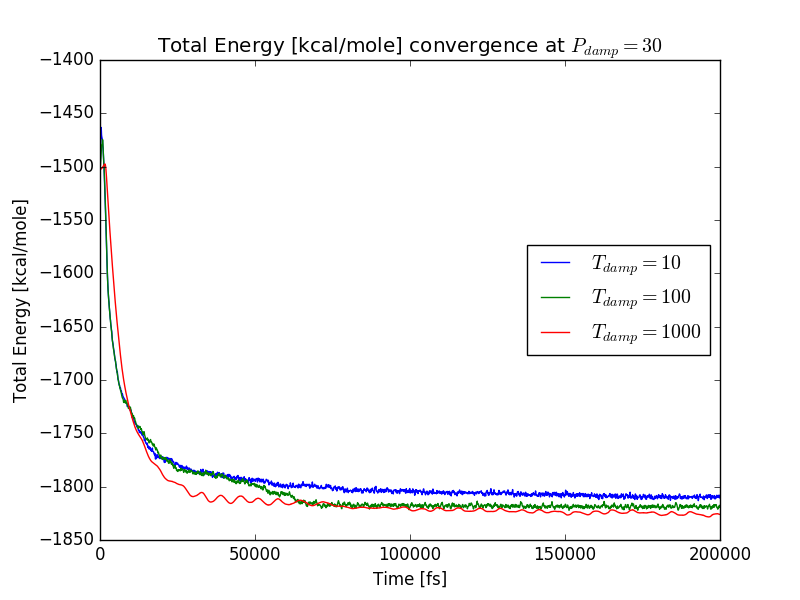 Total Energy [kcal/mole] convergence at P_damp = 30
−1400
−1450
−1500
−1550
−1600
−1650
−1700
−1750
−1800
−1850
Total Energy [kcal/mole]
T_damp = 10
T_damp = 100
T_damp = 1000
0 50000 100000 150000 200000
Time [fs]